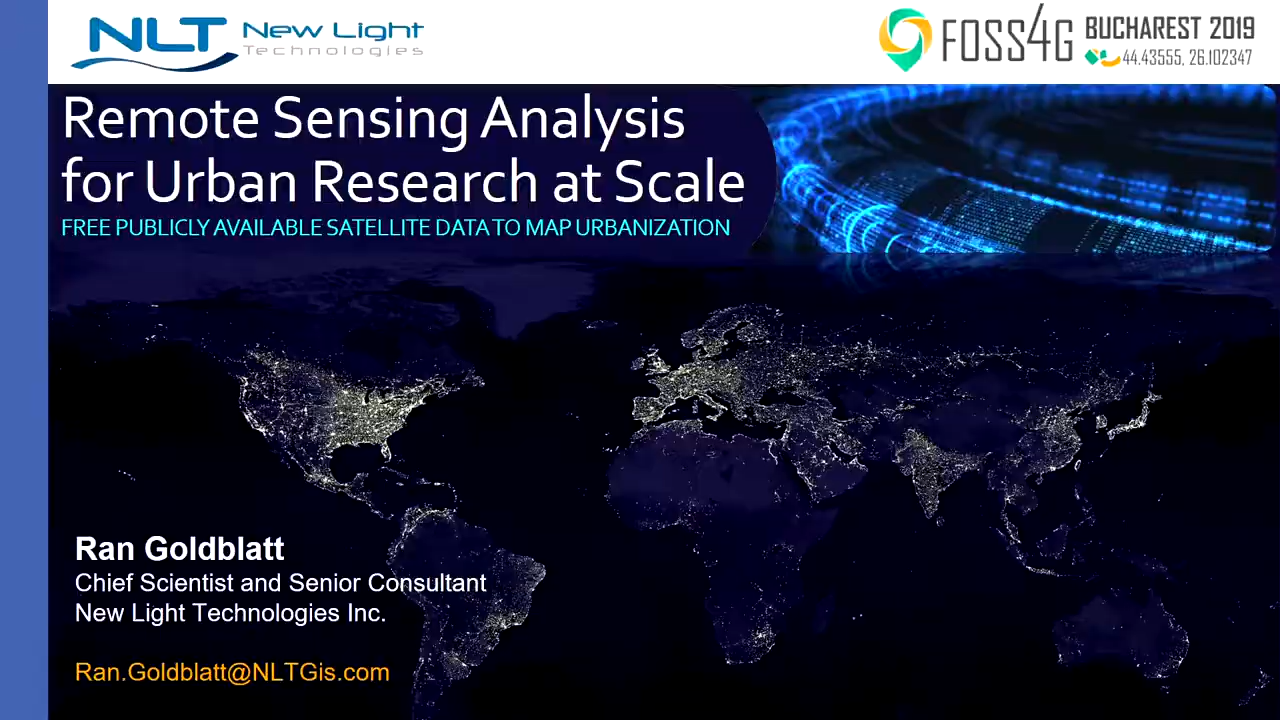 NLT New Light
Technologies
FOSS4G BUCHAREST 2019
44.43555, 26.102347
Remote Sensing Analysis
for Urban Research at Scale
FREE PUBLICLY AVAILABLE SATELLITE DATA TO MAP URBANIZATION
Ran Goldblatt
Chief Scientist and Senior Consultant
New Light Technologies Inc.
Ran.Goldblatt@NLTGis.com